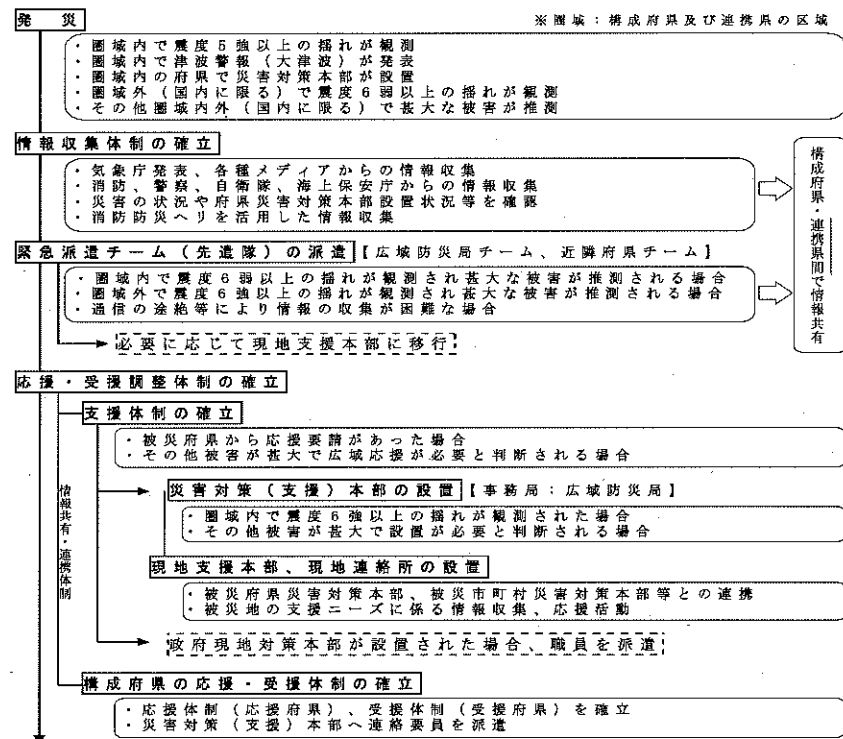 発災
※圏域：構成府県及び連携県の区域
・圏域内で震度5強以上の揺れが観測
・圏域内で津波警報（大津波）が発表
・圏域内の府県で災害対策本部が設置
・圏域外（国内に限る）で震度6弱以上の揺れが観測
・その他圏域内外（国内に限る）で甚大な被害が推測
情報収集体制の確立
・気象庁発表、各種メディアからの情報収集
・消防、警察、自衛隊、海上保安庁からの情報収集
・災害の状況や府県災害対策本部設置状況等を確認
・消防防災ヘリを活用した情報収集
構成府県・連携県間で情報共有
緊急派遣チーム（先遣隊）の派遣【広域防災局チーム、近隣府県チーム】
・圏域内で震度6弱以上の揺れが観測され甚大な被害が推測される場合
・圏域外で震度6強以上の揺れが観測され甚大な被害が推測される場合
・通信の途絶等により情報の収集が困難な場合
必要に応じて現地支援本部に移行
応援・受援調整体制の確立
支援体制の確立
・被災府県から応援要請があった場合
・その他被害が甚大で広域応援が必要と判断される場合
情報共有・連携体制
災害対策（支援）本部の設置【事務局：広域防災局】
・圏域内で震度6強以上の揺れが観測された場合
・その他被害が甚大で設置が必要と判断される場合
現地支援本部、現地連絡所の設置
・被災府県災害対策本部、被災市町村災害対策本部等との連携
・被災地の支援ニーズに係る情報収集、応援活動
政府現地対策本部が設置された場合、職員を派遣
構成府県の応援・受援体制の確立
・応援体制（応援府県）、受援体制（受援府県）を確立
・災害対策（支援）本部へ連絡要員を派遣